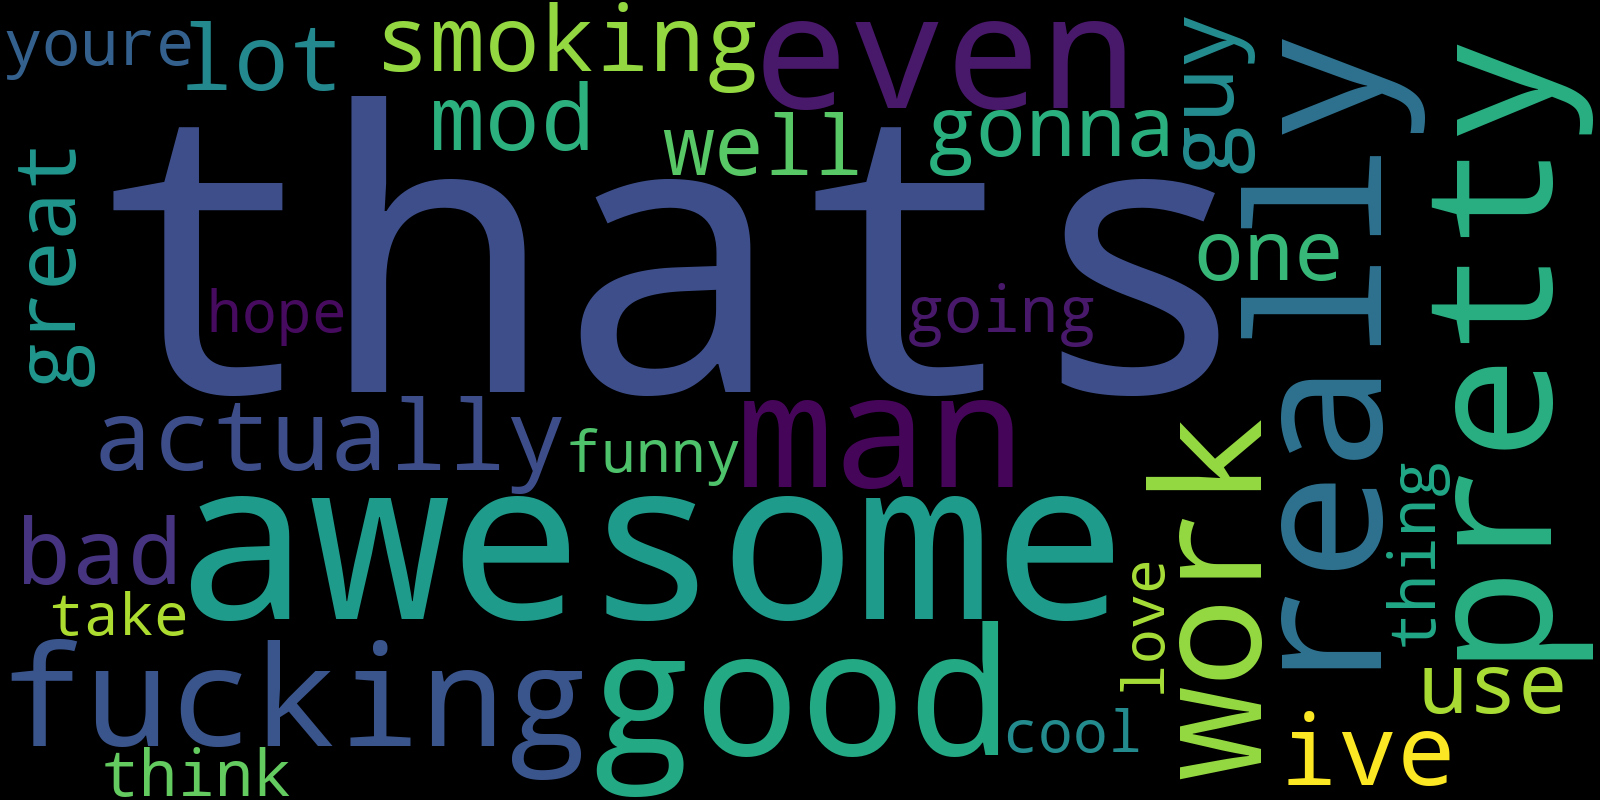 youre
lot
smoking
even
guy
really
pretty
mod
well
gonna
great
thats
one
hope
going
actually
funny
man
work
awesome
bad
thing
take
love
fucking
good
use
cool
ive
think